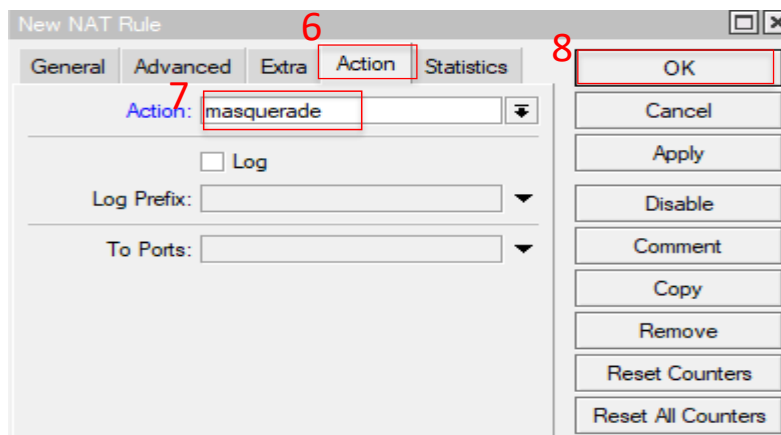 New NAT Rule
6
General Advanced Extra Action Statistics
8
OK
7
Action: masquerade
Cancel
Log
Apply
Log Prefix:
Disable
To Ports:
Comment
Copy
Remove
Reset Counters
Reset All Counters